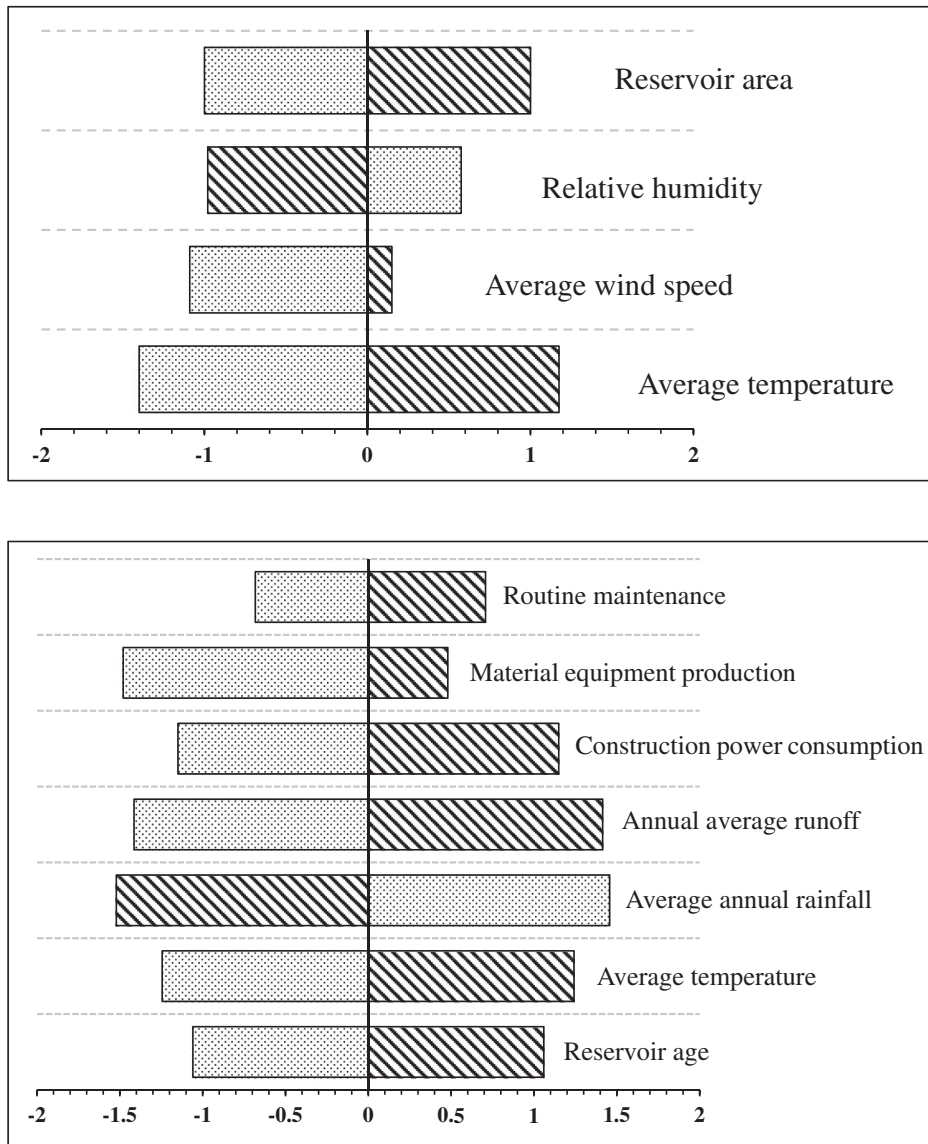 Reservoir area
Relative humidity
Average wind speed
Average temperature
-2 -1 0 1 2
Routine maintenance
Material equipment production
Construction power consumption
Annual average runoff
Average annual rainfall
Average temperature
Reservoir age
-2 -1.5 -1 -0.5 0 0.5 1 1.5 2